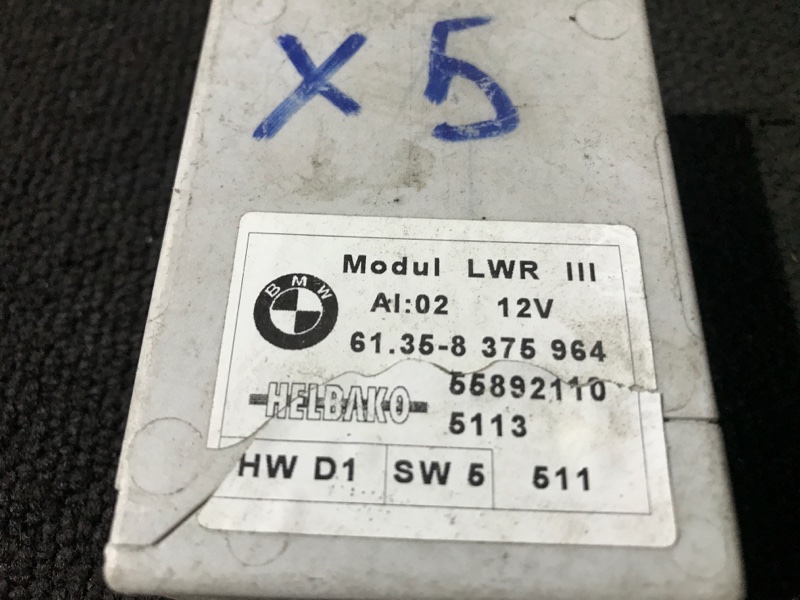 X5
Modul LWR III
BMW
AI:02 12V
61.35-8 375 964
55892110
HELBAKO
5113
HW D1 SW 5 511